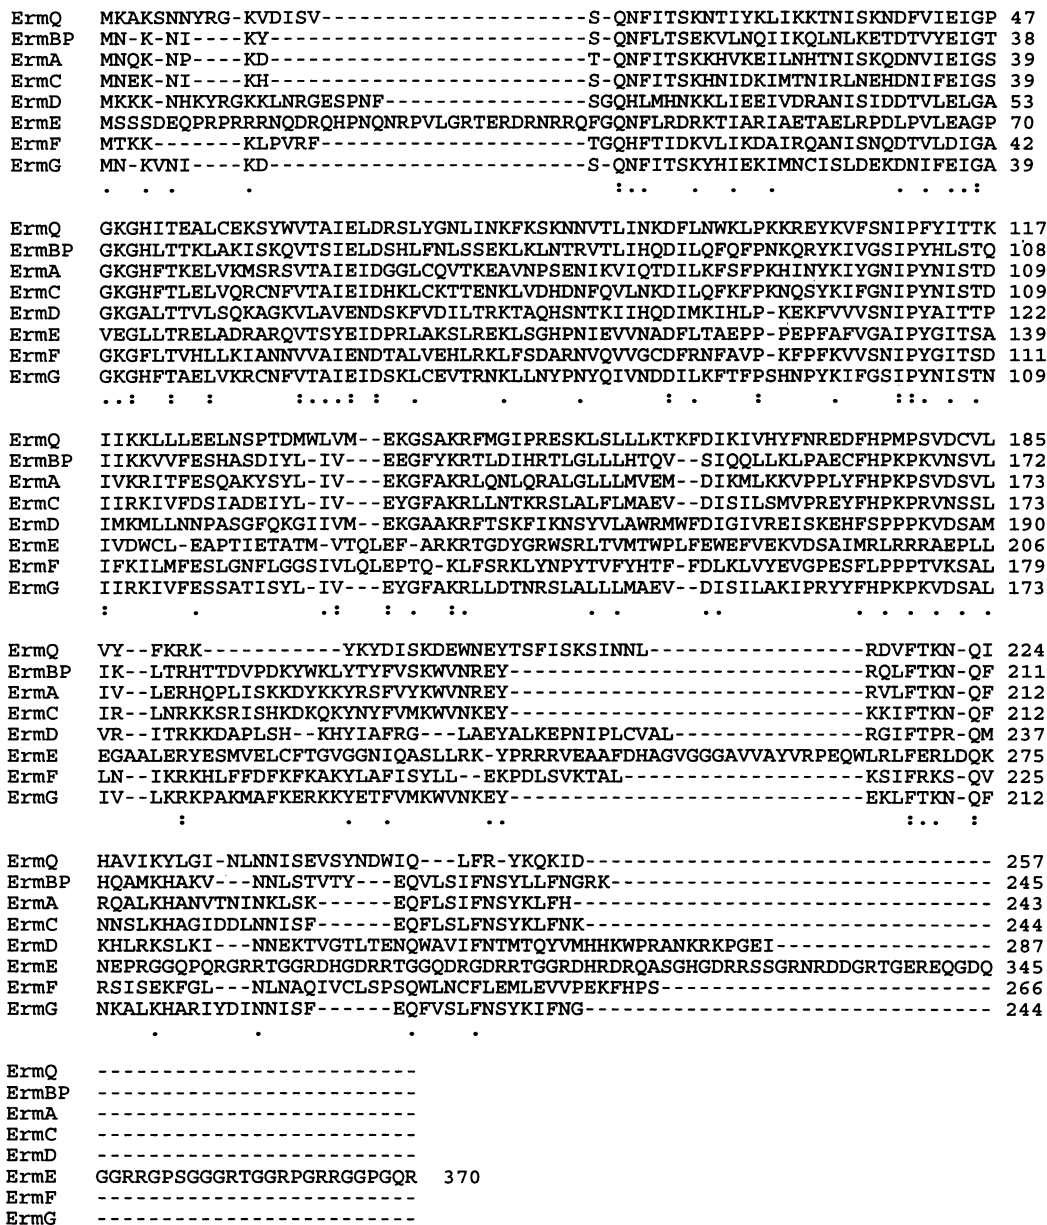 ErmQ MKAKSNNYRG-KVDISV---------------------S-QNFITSKNTIYKLIKKTNISKNDFVIEIGP 47
ErmBP MN-K-NI----KY-------------------------S-QNFLTSEKVLNQIIKQLNLKETDTVYEIGT 38
ErmA MNQK-NP----KD-------------------------T-QNFITSKKHVKEILNHTNISKQDNVIEIGS 39
ErmC MNEK-NI----KH-------------------------S-QNFITSKHNIDKIMTNIRLNEHDNIFEIGS 39
ErmD MKKK-NHKYRGKKLNRGESPNF----------------SGQHLMHNKKLIEEIVDRANISIDDTVLELGA 53
ErmE MSSSDEQPRPRRRNQDRQHPNQNRPVLGRTERDRNRRQFGQNFLRDRKTIARIAETAELRPDLPVLEAGP 70
ErmF MTKK-------KLPVRF---------------------TGQHFTIDKVLIKDAIRQANISNQDTVLDIGA 42
ErmG MN-KVNI----KD-------------------------S-QNFITSKYHIEKIMNCISLDEKDNIFEIGA 39
. . . . :.. . . . . . ..:
ErmQ GKGHITEALCEKSYWVTAIELDRSLYGNLINKFKSKNNVTLINKDFLNWKLPKKREYKVFSNIPFYITTK 117
ErmBP GKGHLTTKLAKISKQVTSIELDSHLFNLSSEKLKLNTRVTLIHQDILQFQFPNKQRYKIVGSIPYHLSTQ 108
ErmA GKGHFTKELVKMSRSVTAIEIDGGLCQVTKEAVNPSENIKVIQTDILKFSFPKHINYKIYGNIPYNISTD 109
ErmC GKGHFTLELVQRCNFVTAIEIDHKLCKTTENKLVDHDNFQVLNKDILQFKFPKNQSYKIFGNIPYNISTD 109
ErmD GKGALTTVLSQKAGKVLAVENDSKFVDILTRKTAQHSNTKIIHQDIMKIHLP-KEKFVVVSNIPYAITTP 122
ErmE VEGLLTRELADRARQVTSYEIDPRLAKSLREKLSGHPNIEVVNADFLTAEPP-PEPFAFVGAIPYGITSA 139
ErmF GKGFLTVHLLKIANNVVAIENDTALVEHLRKLFSDARNVQVVGCDFRNFAVP-KFPFKVVSNIPYGITSD 111
ErmG GKGHFTAELVKRCNFVTAIEIDSKLCEVTRNKLLNYPNYQIVNDDILKFTFPSHNPYKIFGSIPYNISTN 109
..: : : :...: : . . . : . : . ::. . .
ErmQ IIKKLLLEELNSPTDMWLVM--EKGSAKRFMGIPRESKLSLLLKTKFDIKIVHYFNREDFHPMPSVDCVL 185
ErmBP IIKKVVFESHASDIYL-IV---EEGFYKRTLDIHRTLGLLLHTQV--SIQQLLKLPAECFHPKPKVNSVL 172
ErmA IVKRITFESQAKYSYL-IV---EKGFAKRLQNLQRALGLLLMVEM--DIKMLKKVPPLYFHPKPSVDSVL 173
ErmC IIRKIVFDSIADEIYL-IV---EYGFAKRLLNTKRSLALFLMAEV--DISILSMVPREYFHPKPRVNSSL 173
ErmD IMKMLLNNPASGFQKGIIVM--EKGAAKRFTSKFIKNSYVLAWRMWFDIGIVREISKEHFSPPPKVDSAM 190
ErmE IVDWCL-EAPTIETATM-VTQLEF-ARKRTGDYGRWSRLTVMTWPLFEWEFVEKVDSAIMRLRRRAEPLL 206
ErmF IFKILMFESLGNFLGGSIVLQLEPTQ-KLFSRKLYNPYTVFYHTF-FDLKLVYEVGPESFLPPPTVKSAL 179
ErmG IIRKIVFESSATISYL-IV---EYGFAKRLLDTNRSLALLLMAEV--DISILAKIPRYYFHPKPKVDSAL 173
: . .: : . . :. . . .. . . . . . .
ErmQ VY--FKRK-----------YKYDISKDEWNEYTSFISKSINNL-----------------RDVFTKN-QI 224
ErmBP IK--LTRHTTDVPDKYWKLYTYFVSKWVNREY----------------------------RQLFTKN-QF 211
ErmA IV--LERHQPLISKKDYKKYRSFVYKWVNREY----------------------------RVLFTKN-QF 212
ErmC IR--LNRKKSRISHKDKQKYNYFVMKWVNKEY----------------------------KKIFTKN-QF 212
ErmD VR--ITRKKDAPLSH--KHYIAFRG--LAEYALKEPNIPLCVAL---------------RGIFTPR-QM 237
ErmE EGAALERYESMVELCFTGVGGNIQASLLRK-YPRRRVEAAFDHAGVGGGAVVAYVRPEQWLRLFERLDQK 275
ErmF LN--IKRKHLFFDFKFKAKYLAFISYLL--EKPDLSVKTAL-------------------KSIFRKS-QV 225
ErmG IV--LKRKPAKMAFKERKKYETFVMKWVNKEY----------------------------EKLFTKN-QF 212
: . . .. :.. :
ErmQ HAVIKYLGI-NLNNISEVSYNDWIQ---LFR-YKQKID-------------------------------- 257
ErmBP HQAMKHAKV---NNLSTVTY---EQVLSIFNSYLLFNGRK------------------------------ 245
ErmA RQALKHANVTNINKLSK------EQFLSIFNSYKLFH--------------------------------- 243
ErmC NNSLKHAGIDDLNNISF------EQFLSLFNSYKLFNK-------------------------------- 244
ErmD KHLRKSLKI---NNEKTVGTLTENQWAVIFNTMTQYVMHHKWPRANKRKPGEI----------------- 287
ErmE NEPRGGQPQRGRRTGGRDHGDRRTGGQDRGDRRTGGRDHRDRQASGHGDRRSSGRNRDDGRTGEREQGDQ 345
ErmF RSISEKFGL---NLNAQIVCLSPSQWLNCFLEMLEVVPEKFHPS-------------------------- 266
ErmG NKALKHARIYDINNISF------EQFVSLFNSYKIFNG-------------------------------- 244
. . . .
ErmQ -------------------------
ErmBP -------------------------
ErmA -------------------------
ErmC -------------------------
ErmD -------------------------
ErmE GGRRGPSGGGRTGGRPGRRGGPGQR 370
ErmF -------------------------
ErmG -------------------------